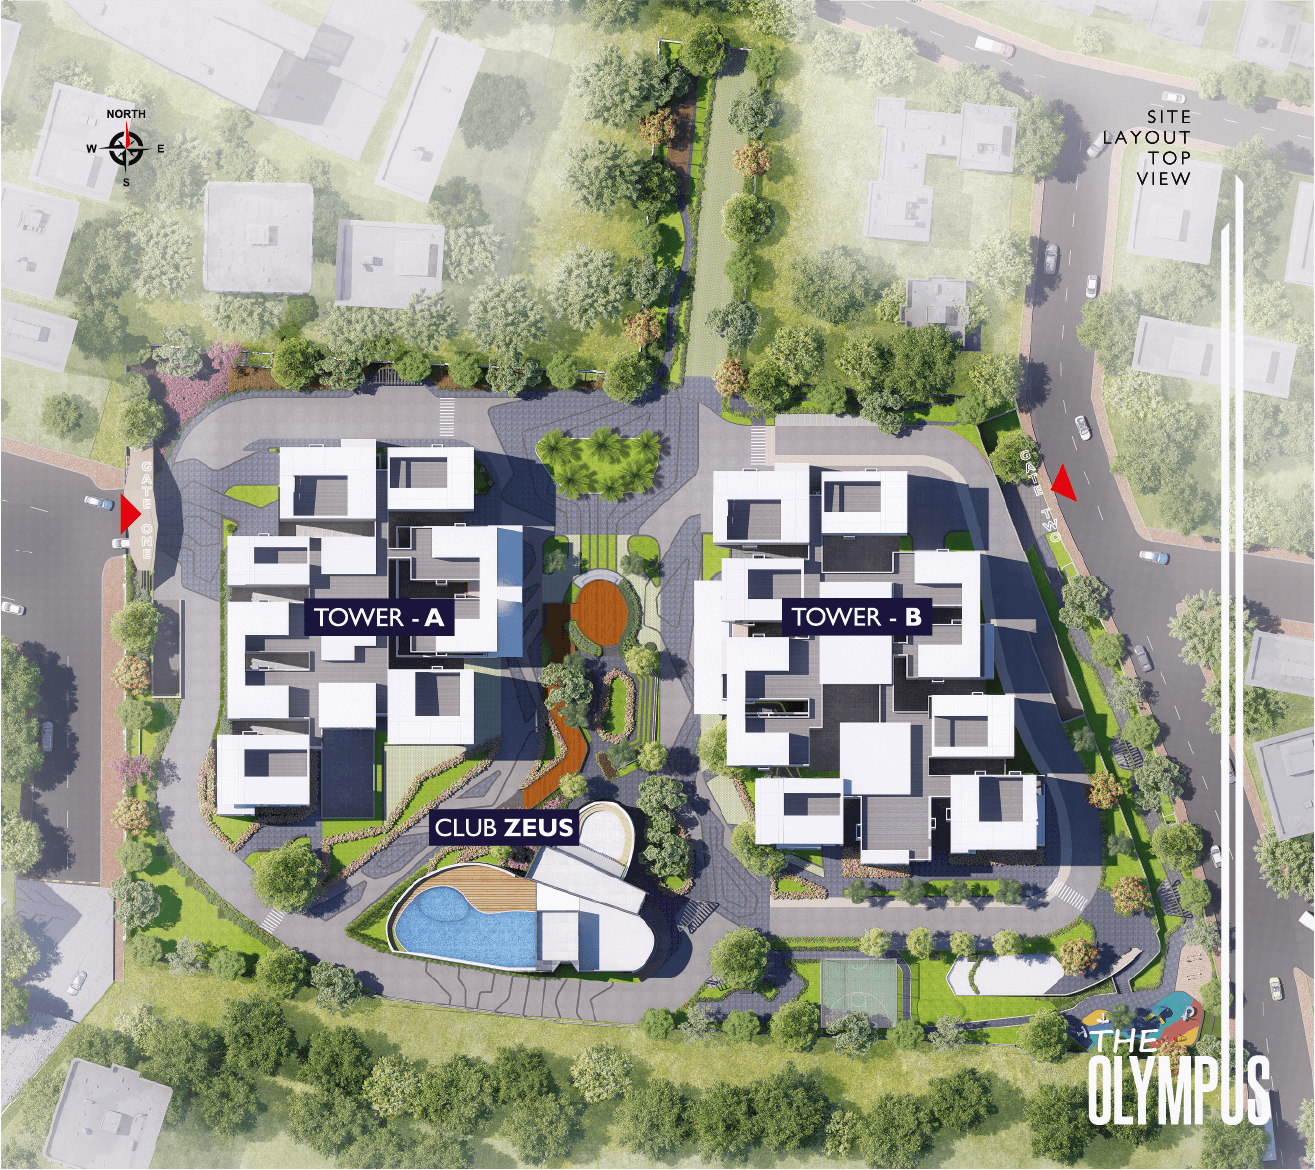 NORTH
W
E
S
SITE
LAYOUT
TOP
VIEW
GATE ONE
GATE TWO
TOWER - A
TOWER - B
CLUB ZEUS
THE
OLYMPUS